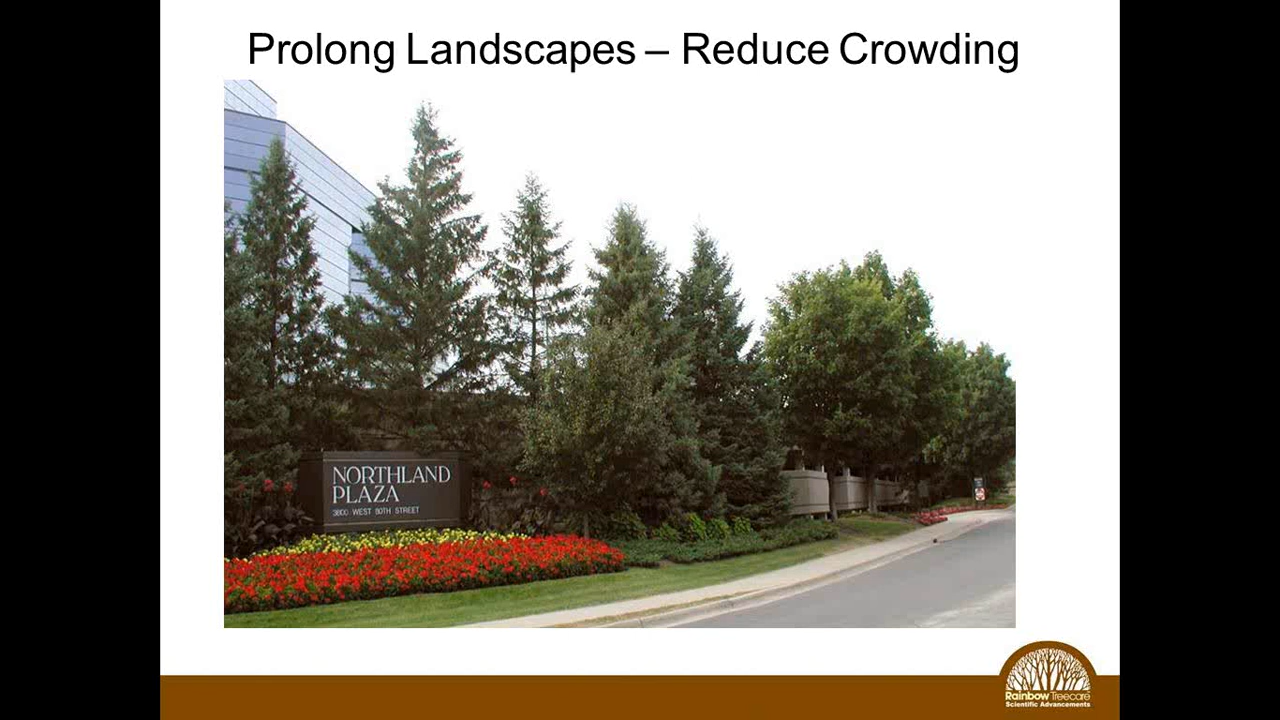 Prolong Landscapes – Reduce Crowding
NORTHLAND
PLAZA
3800 WEST 80TH STREET
Rainbow Treecare
Scientific Advancements